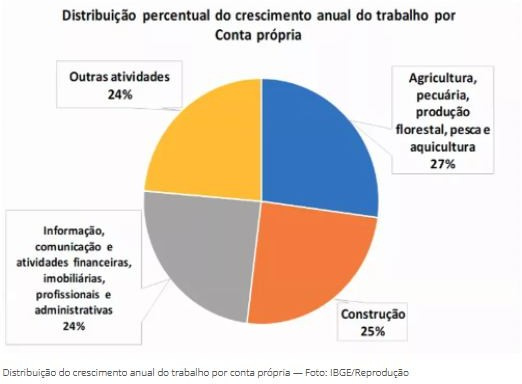 Distribuição percentual do crescimento anual do trabalho por
Conta própria
Outras atividades
24%
Agricultura,
pecuária,
produção
florestal, pesca e
aquicultura
27%
Informação,
comunicação e
atividades financeiras,
imobiliárias,
profissionais e
administrativas
24%
Construção
25%
Distribuição do crescimento anual do trabalho por conta própria — Foto: IBGE/Reprodução